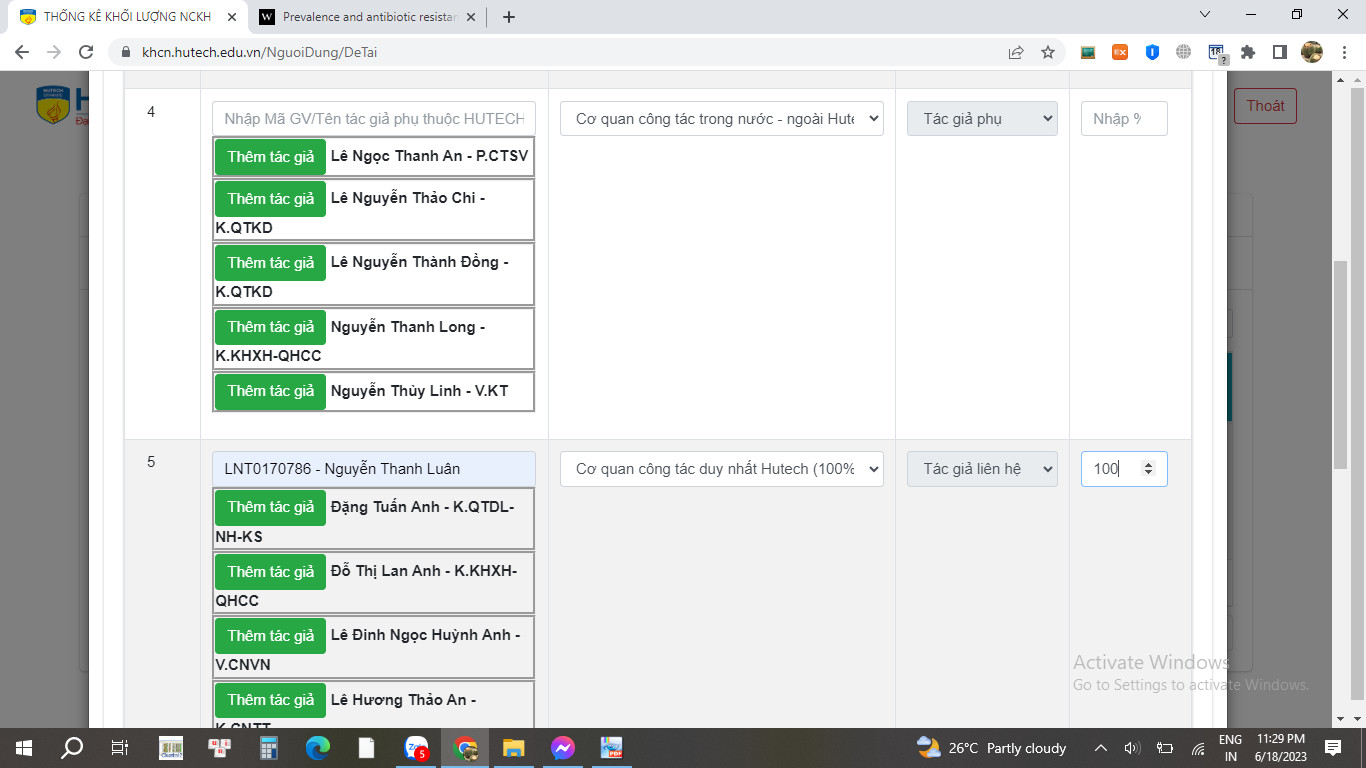 THỐNG KÊ KHỐI LƯỢNG NCKH
Prevalence and antibiotic resistan
khcn.hutech.edu.vn/NguoiDung/DeTai
Thoát
4
Nhập Mã GV/Tên tác giả phụ thuộc HUTECH
Cơ quan công tác trong nước - ngoài Hute
Tác giả phụ
Nhập %
Thêm tác giả Lê Ngọc Thanh An - P.CTSV
Thêm tác giả Lê Nguyễn Thảo Chi -
K.QTKD
Thêm tác giả Lê Nguyễn Thành Đồng -
K.QTKD
Thêm tác giả Nguyễn Thanh Long -
K.KHXH-QHCC
Thêm tác giả Nguyễn Thùy Linh - V.KT
5
LNT0170786 - Nguyễn Thanh Luân
Cơ quan công tác duy nhất Hutech (100%
Tác giả liên hệ
100
Thêm tác giả Đặng Tuấn Anh - K.QTDL-
NH-KS
Thêm tác giả Đỗ Thị Lan Anh - K.KHXH-
QHCC
Thêm tác giả Lê Đinh Ngọc Huỳnh Anh -
V.CNVN
Thêm tác giả Lê Hương Thảo An -
K.CNTT
Activate Windows
Go to Settings to activate Windows.
5
26°C Partly cloudy
ENG
IN
11:29 PM
6/18/2023